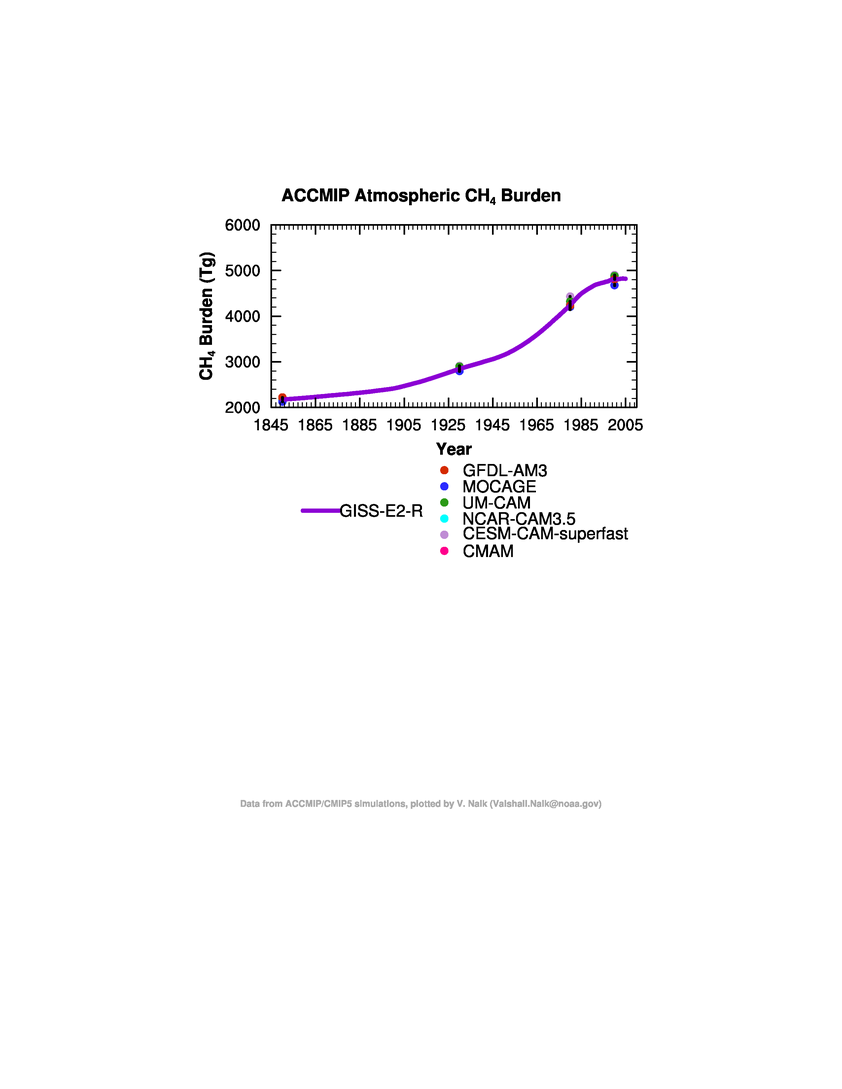 ACCMIP Atmospheric CH₄ Burden
6000
5000
4000
3000
2000
CH₄ Burden (Tg)
1845 1865 1885 1905 1925 1945 1965 1985 2005
Year
GISS-E2-R
GFDL-AM3
MOCAGE
UM-CAM
NCAR-CAM3.5
CESM-CAM-superfast
CMAM
Data from ACCMIP/CMIP5 simulations, plotted by V. Naik (Vaishali.Naik@noaa.gov)